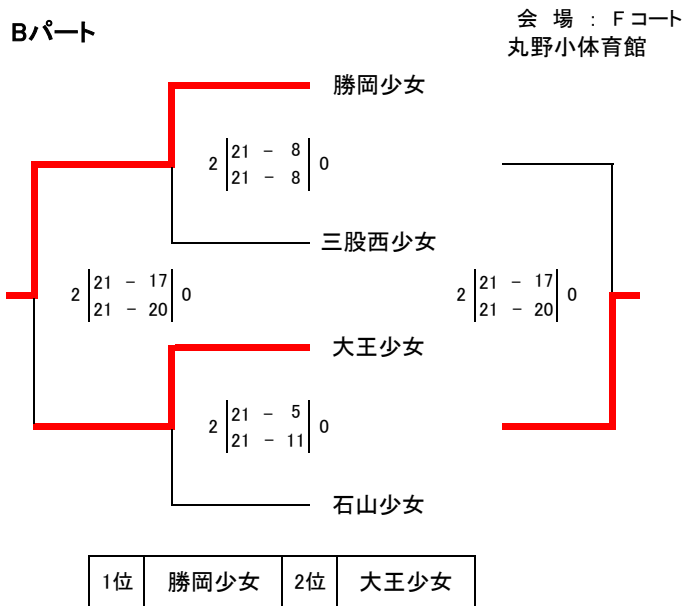 Bパート
会 場 : Fコート
丸野小体育館
勝岡少女
2 21 - 8 0
21 - 8
三股西少女
2 21 - 17 0
21 - 20
2 21 - 17 0
21 - 20
大王少女
2 21 - 5 0
21 - 11
石山少女
1位 勝岡少女 2位 大王少女